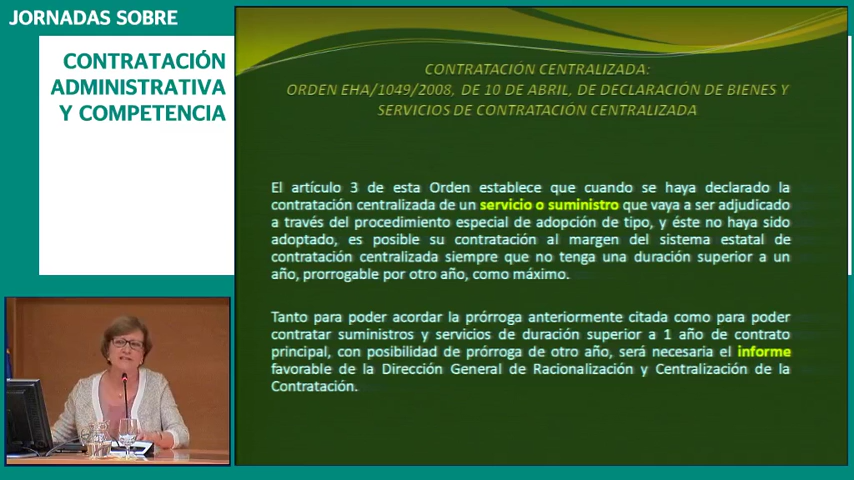 JORNADAS SOBRE
CONTRATACIÓN
ADMINISTRATIVA
Y COMPETENCIA
CONTRATACIÓN CENTRALIZADA:
ORDEN EHA/1049/2008, DE 10 DE ABRIL, DE DECLARACIÓN DE BIENES Y
SERVICIOS DE CONTRATACIÓN CENTRALIZADA
El artículo 3 de esta Orden establece que cuando se haya declarado la
contratación centralizada de un servicio o suministro que vaya a ser adjudicado
a través del procedimiento especial de adopción de tipo, y éste no haya sido
adoptado, es posible su contratación al margen del sistema estatal de
contratación centralizada siempre que no tenga una duración superior a un
año, prorrogable por otro año, como máximo.
Tanto para poder acordar la prórroga anteriormente citada como para poder
contratar suministros y servicios de duración superior a 1 año de contrato
principal, con posibilidad de prórroga de otro año, será necesaria el informe
favorable de la Dirección General de Racionalización y Centralización de la
Contratación.